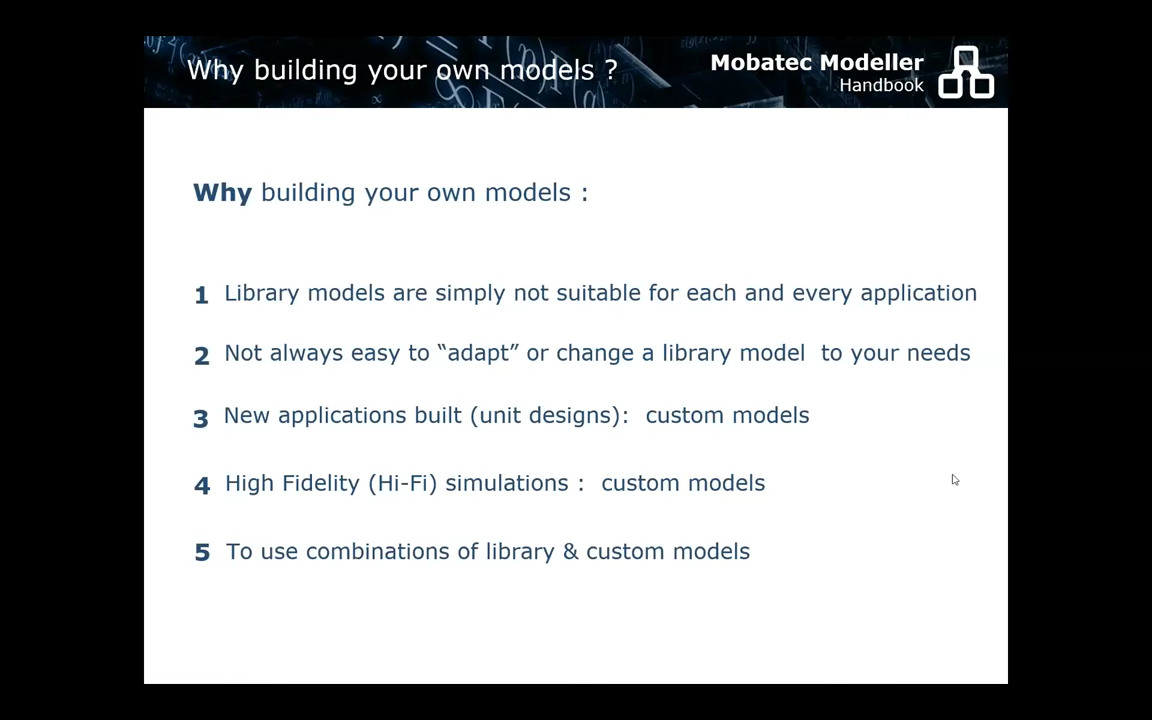 Why building your own models ?
Mobatec Modeller
Handbook
Why building your own models :
1 Library models are simply not suitable for each and every application
2 Not always easy to “adapt” or change a library model to your needs
3 New applications built (unit designs): custom models
4 High Fidelity (Hi-Fi) simulations : custom models
5 To use combinations of library & custom models